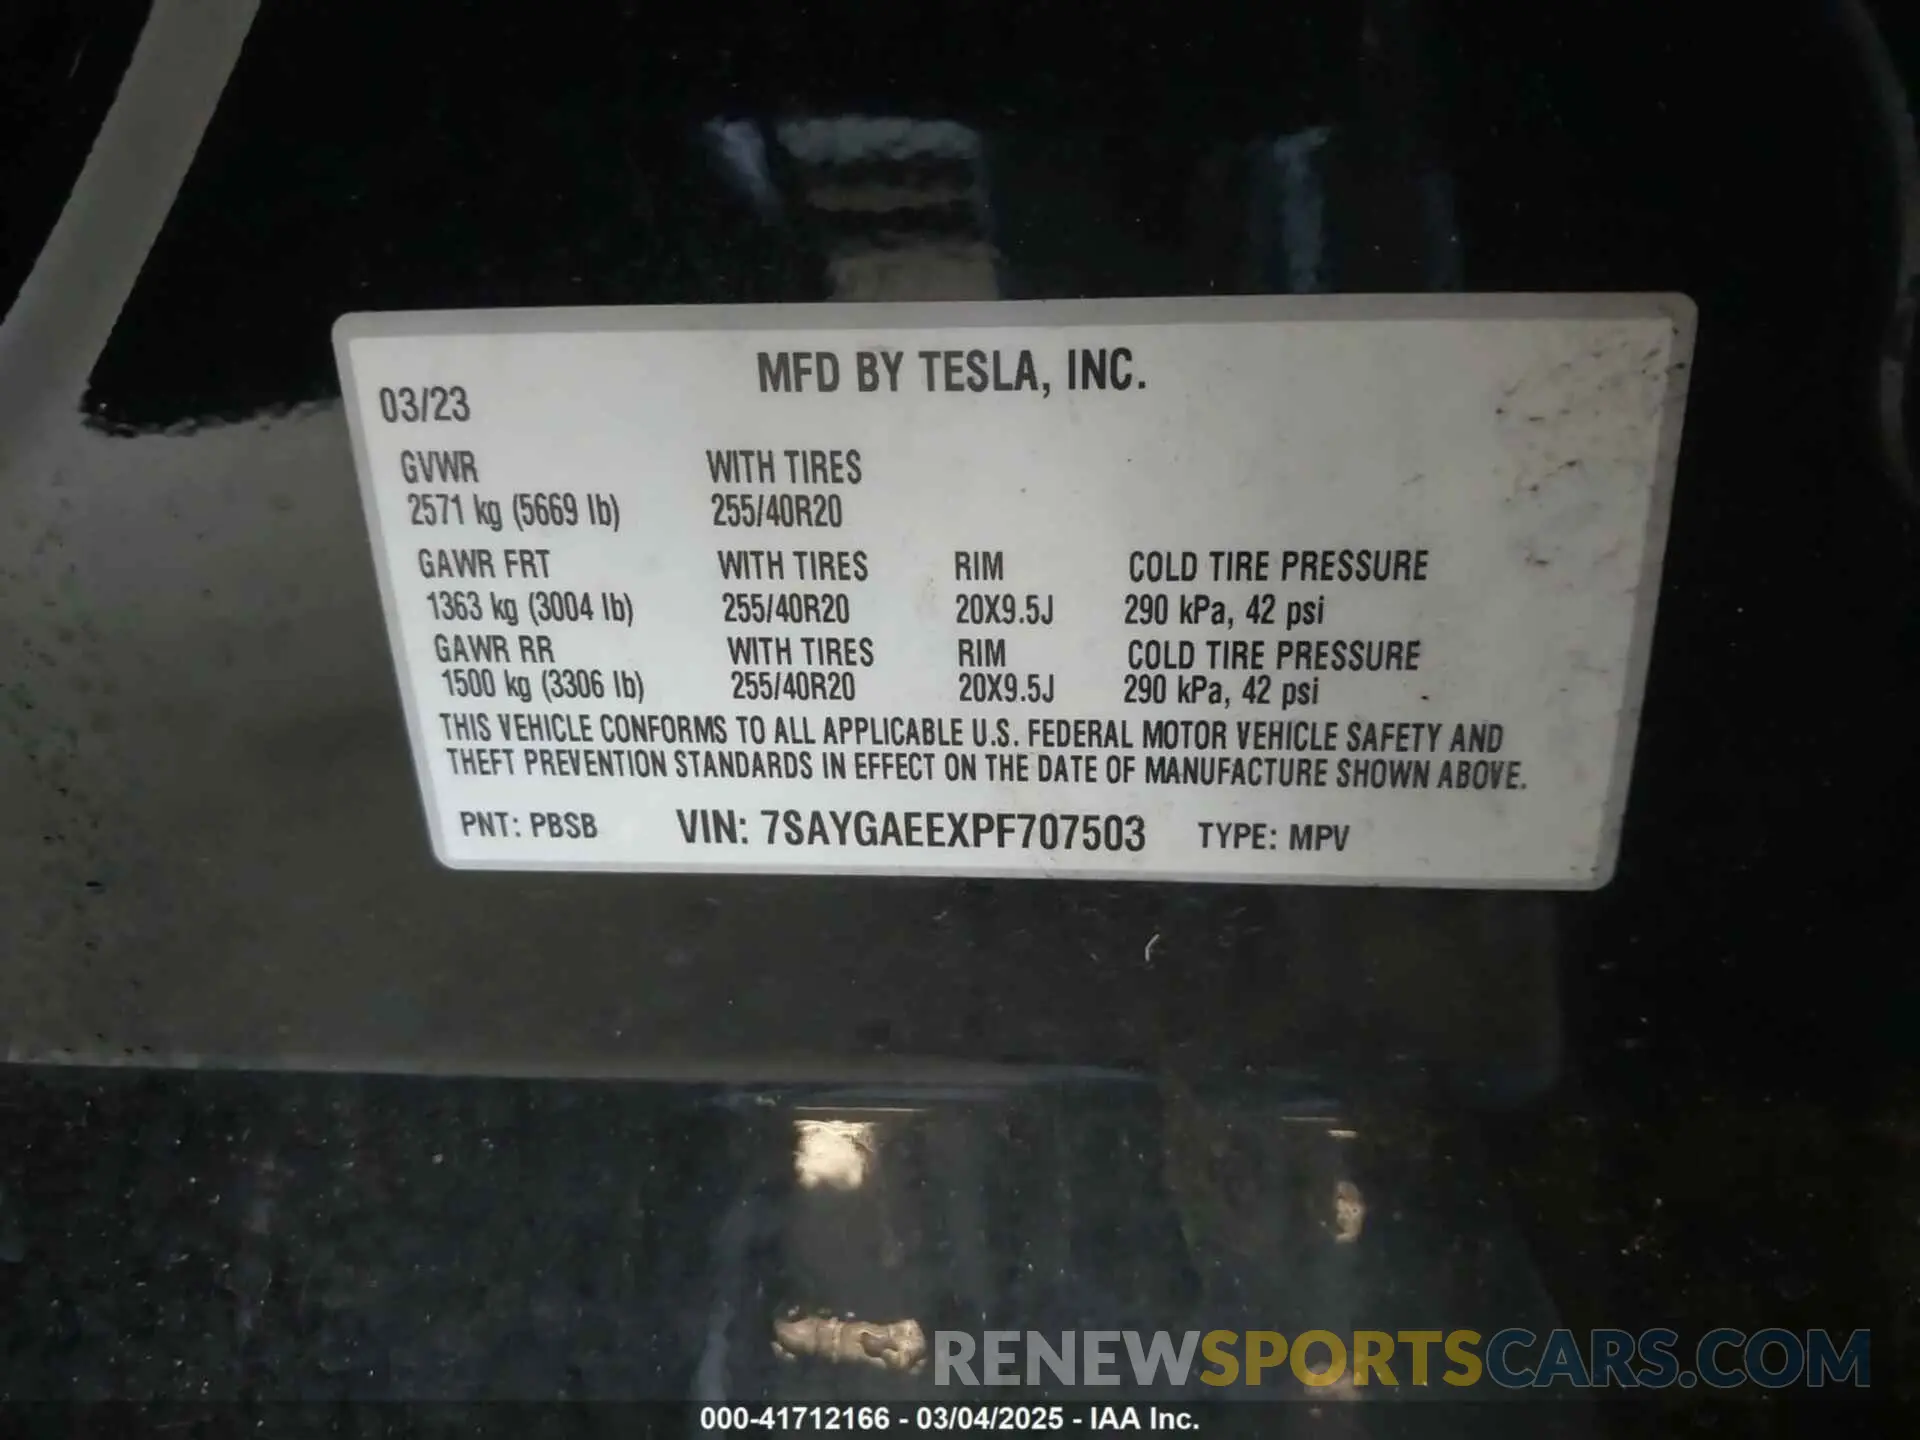 MFD BY TESLA, INC.
03/23
GVWR WITH TIRES
2571 kg (5669 lb) 255/40R20
GAWR FRT WITH TIRES RIM COLD TIRE PRESSURE
1363 kg (3004 lb) 255/40R20 20X9.5J 290 kPa, 42 psi
GAWR RR WITH TIRES RIM COLD TIRE PRESSURE
1500 kg (3306 lb) 255/40R20 20X9.5J 290 kPa, 42 psi
THIS VEHICLE CONFORMS TO ALL APPLICABLE U.S. FEDERAL MOTOR VEHICLE SAFETY AND
THEFT PREVENTION STANDARDS IN EFFECT ON THE DATE OF MANUFACTURE SHOWN ABOVE.
PNT: PBSB VIN: 7SAYGAEEXPF707503 TYPE: MPV
RENEWSPORTSCARS.COM
000-41712166 - 03/04/2025 - IAA Inc.